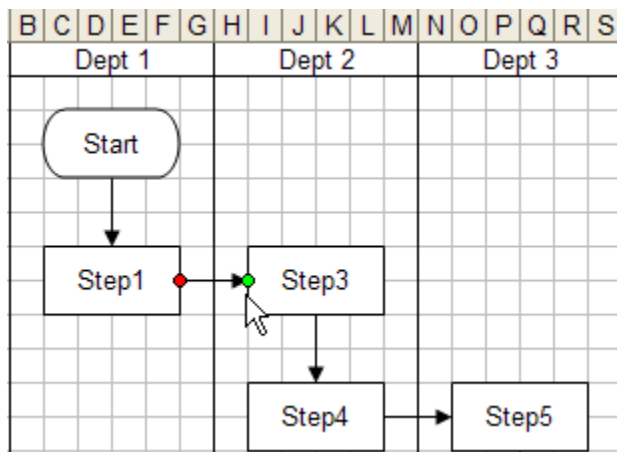 B C D E F G H I J K L M N O P Q R S
Dept 1 Dept 2 Dept 3
Start
Step1 Step3
Step4 Step5